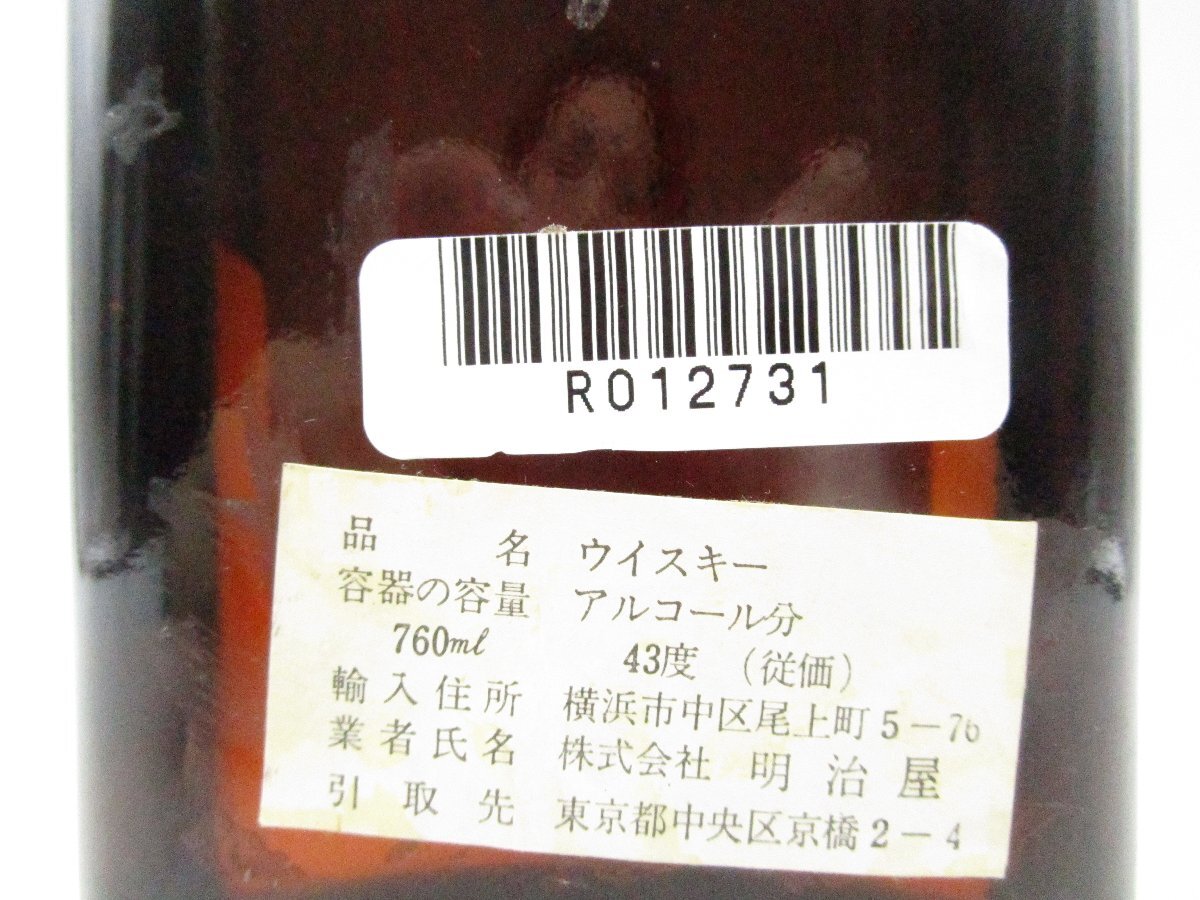 R012731
品名 ウイスキー
容器の容量 アルコール分
760ml 43度 (従価)
輸入住所 横浜市中区尾上町5-76
業者氏名 株式会社 明治屋
引取先 東京都中央区京橋2-4